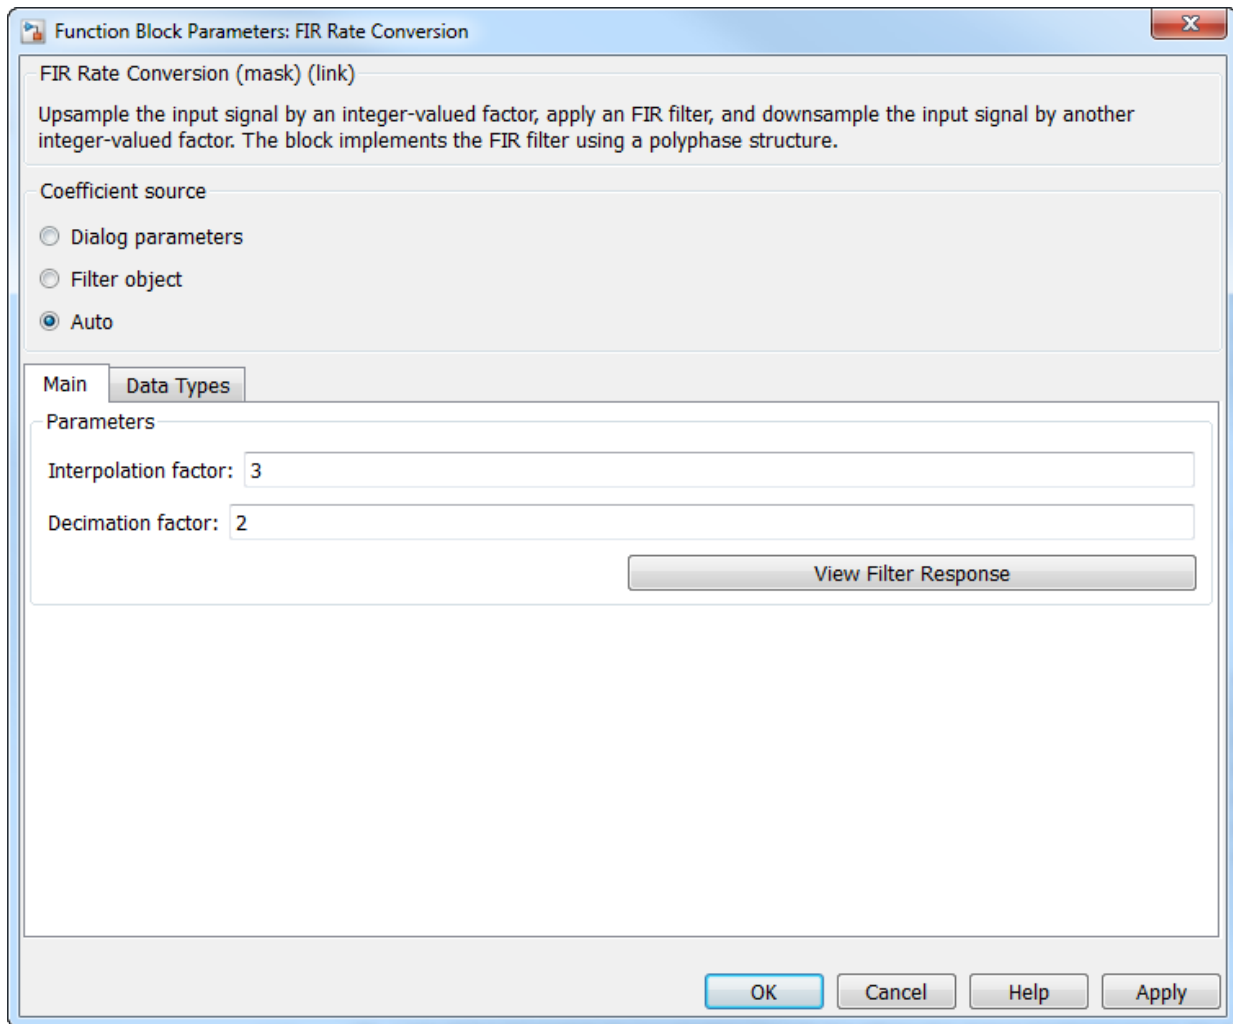 Function Block Parameters: FIR Rate Conversion
X
FIR Rate Conversion (mask) (link)
Upsample the input signal by an integer-valued factor, apply an FIR filter, and downsample the input signal by another
integer-valued factor. The block implements the FIR filter using a polyphase structure.
Coefficient source
Dialog parameters
Filter object
Auto
Main Data Types
Parameters
Interpolation factor: 3
Decimation factor: 2
View Filter Response
OK Cancel Help Apply